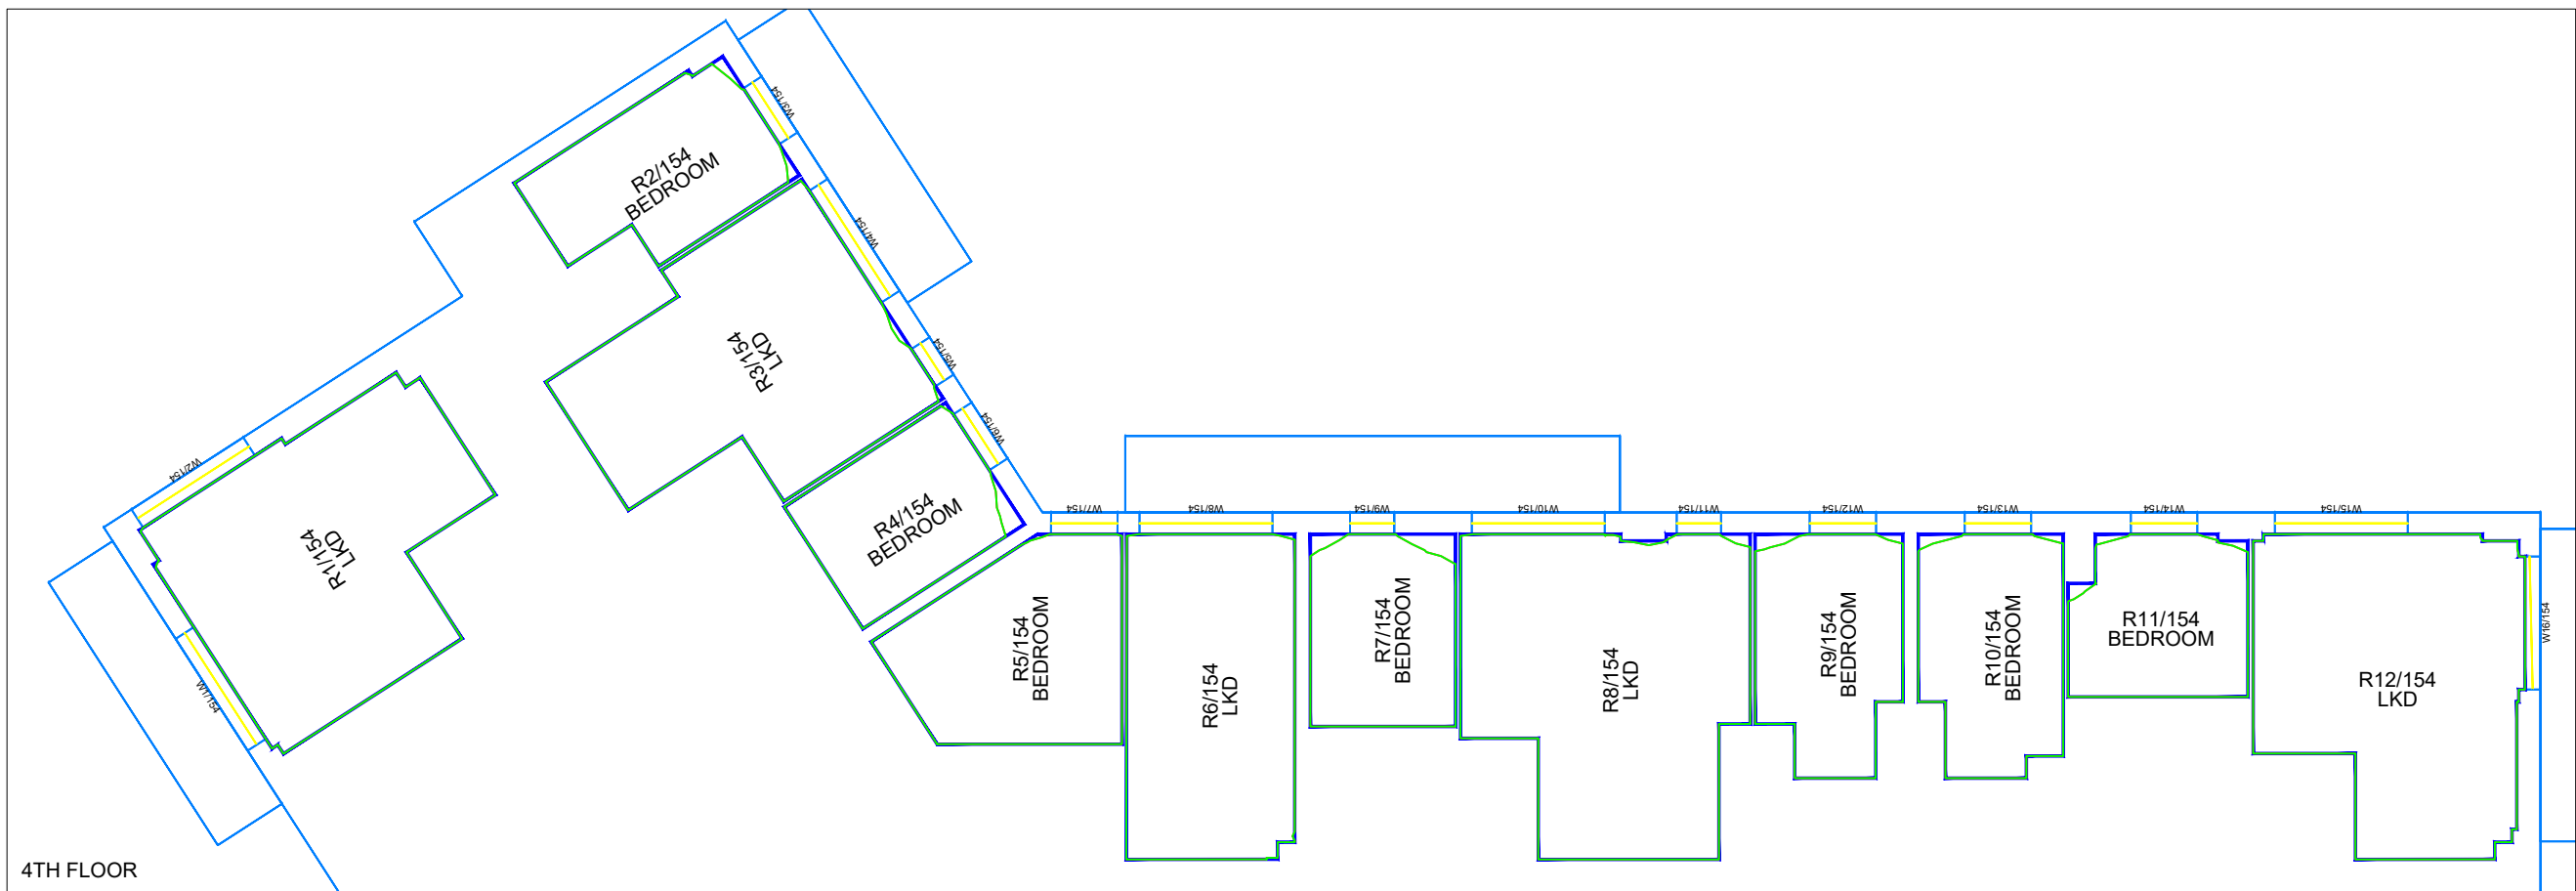 W3/154
R2/154
BEDROOM
W4/154
W5/154
R3/154
LKD
W6/154
W2/154
R1/154
LKD
W1/154
R4/154
BEDROOM
W7/154
W8/154
W9/154
W10/154
W11/154
W12/154
W13/154
W14/154
W15/154
W16/154
R5/154
BEDROOM
R6/154
LKD
R7/154
BEDROOM
R8/154
LKD
R9/154
BEDROOM
R10/154
BEDROOM
R11/154
BEDROOM
R12/154
LKD
4TH FLOOR